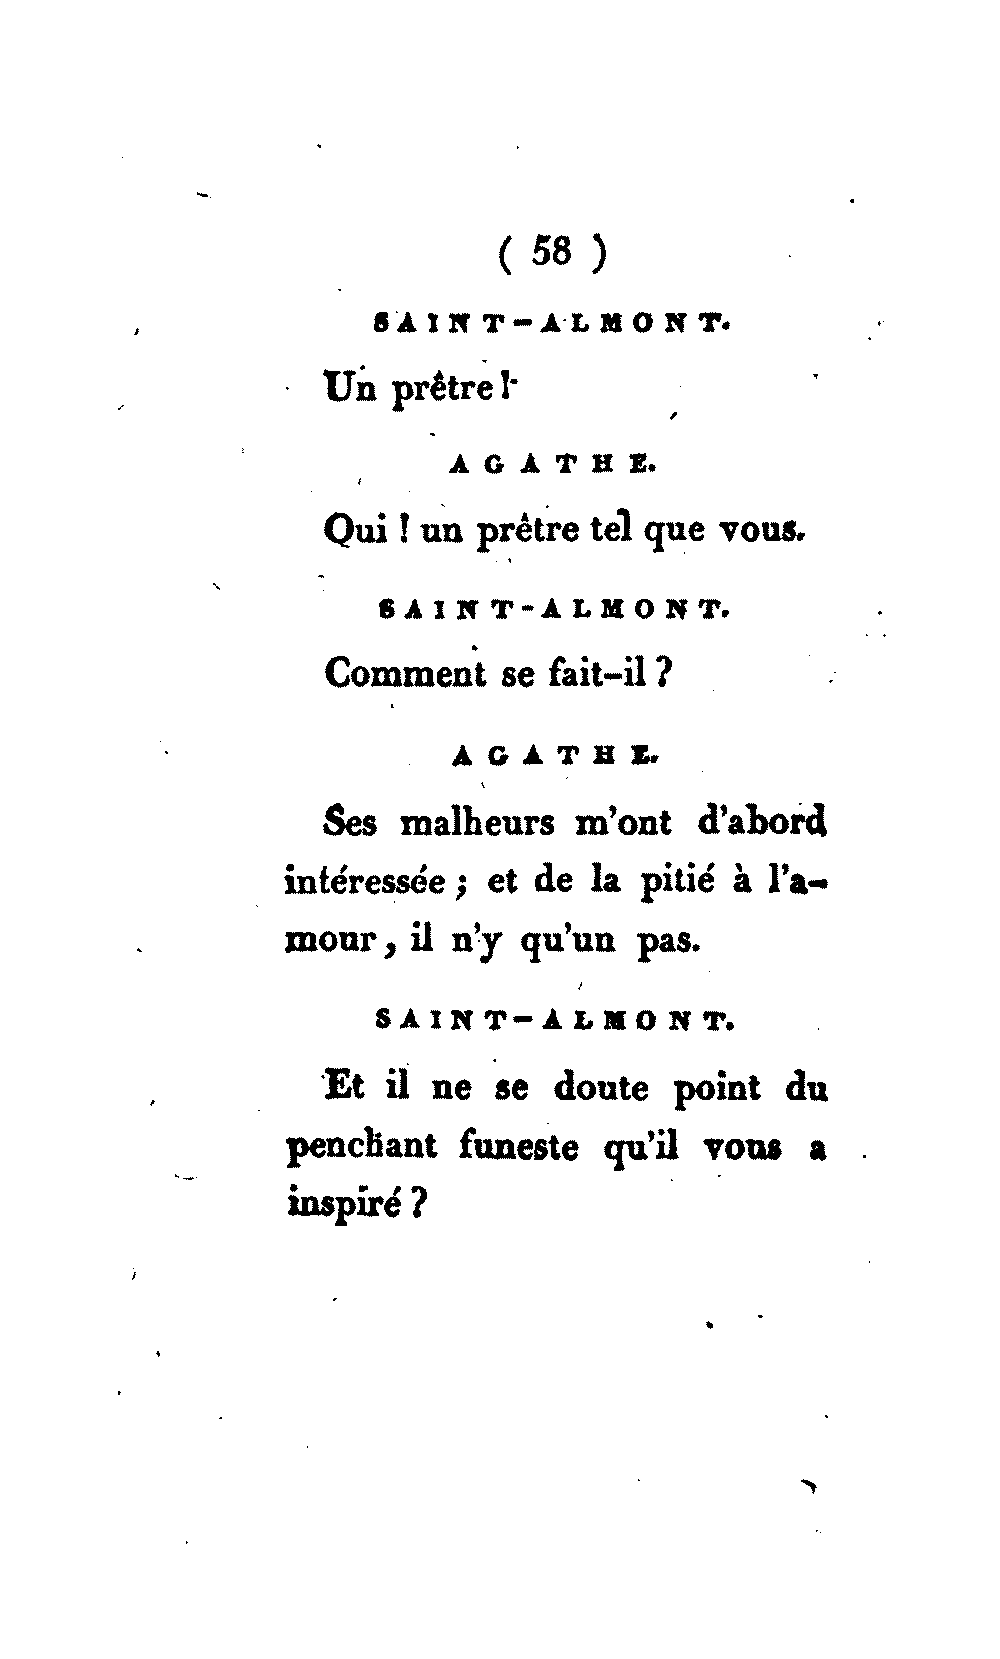 ( 58 )
SAINT-ALMONT.
Un prêtre !
AGATHE.
Qui ! un prêtre tel que vous.
SAINT-ALMONT.
Comment se fait-il ?
AGATHE.
Ses malheurs m'ont d'abord
intéressée ; et de la pitié à l'a-
mour, il n'y qu'un pas.
SAINT-ALMONT.
Et il ne se doute point du
penchant funeste qu'il vous a
inspiré ?